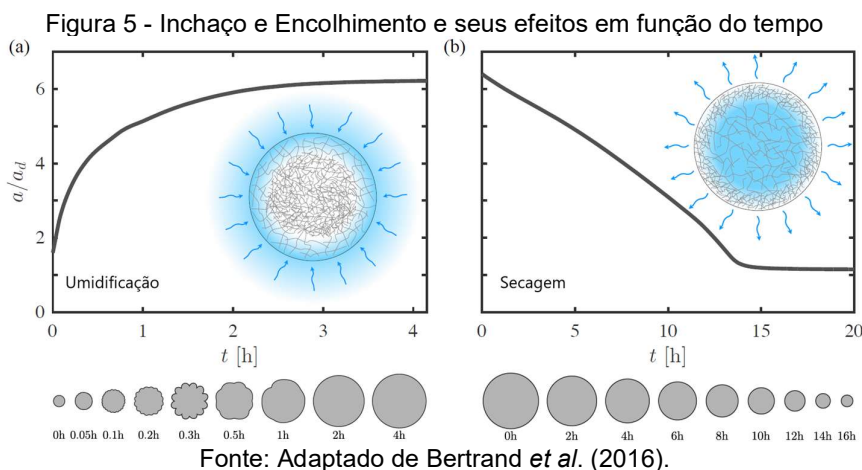 Figura 5 - Inchaço e Encolhimento e seus efeitos em função do tempo
(a)
6
4
2
0
a/a_d
Umidificação
0 1 2 3 4
t [h]
0h 0.05h 0.1h 0.2h 0.3h 0.5h 1h 2h 4h
(b)
Secagem
0 5 10 15 20
t [h]
0h 2h 4h 6h 8h 10h 12h 14h 16h
Fonte: Adaptado de Bertrand et al. (2016).